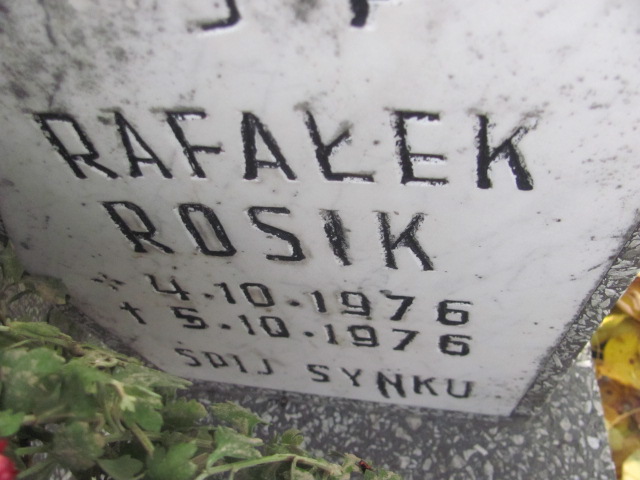 Ś P
RAFAŁEK
ROSIK
* 4.10.1976
† 5.10.1976
ŚPIJ SYNKU